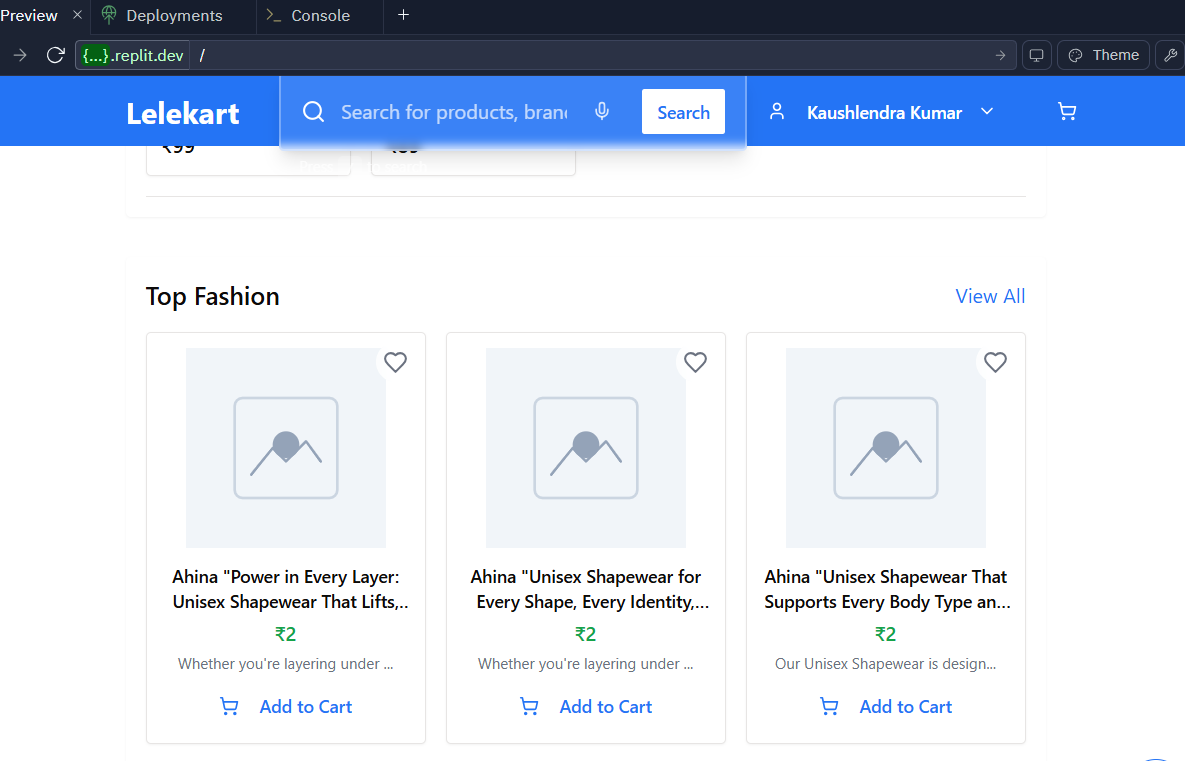 Preview
Deployments
Console
{...}.replit.dev /
Theme
Lelekart
Search for products, bran
Search
Kaushlendra Kumar
₹99
Top Fashion
View All
Ahina "Power in Every Layer:
Unisex Shapewear That Lifts,..
₹2
Whether you're layering under ...
Add to Cart
Ahina "Unisex Shapewear for
Every Shape, Every Identity,...
₹2
Whether you're layering under ...
Add to Cart
Ahina "Unisex Shapewear That
Supports Every Body Type an...
₹2
Our Unisex Shapewear is design...
Add to Cart